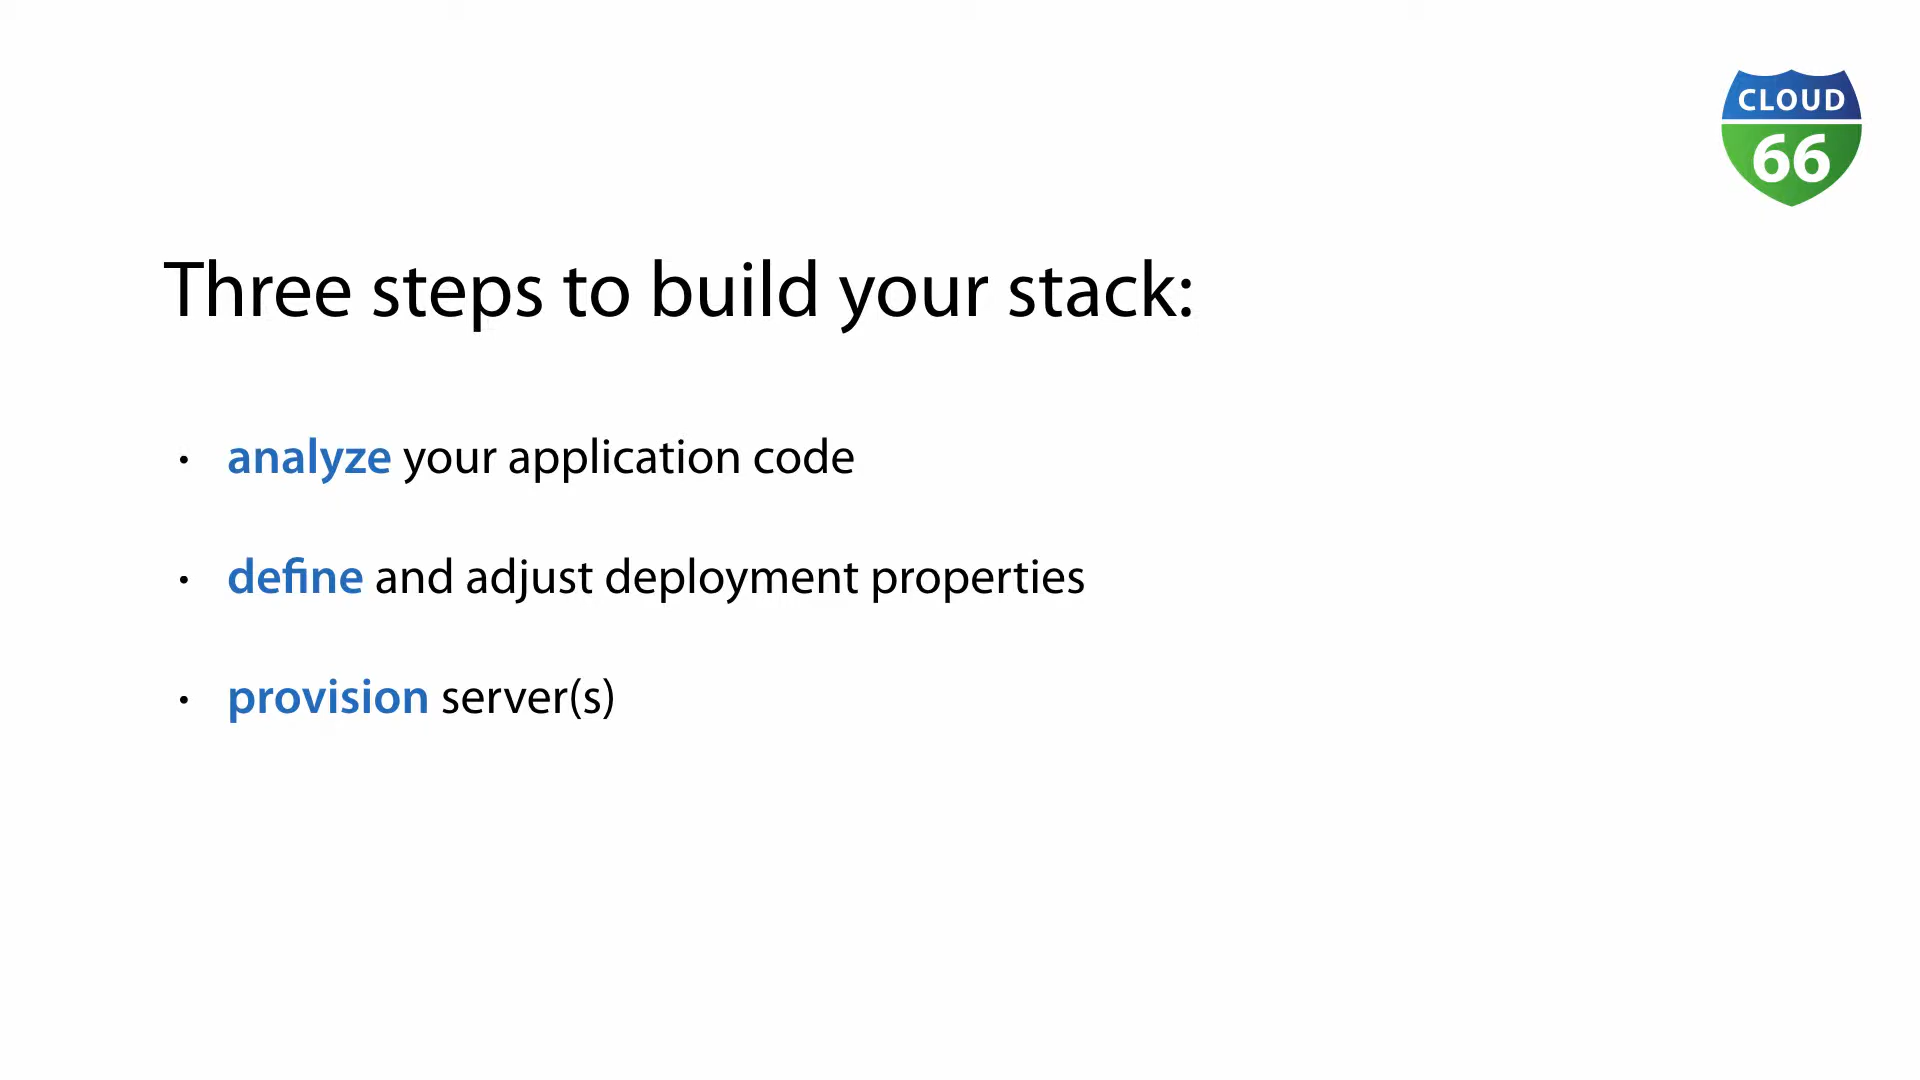 CLOUD
66
Three steps to build your stack:
• analyze your application code
• define and adjust deployment properties
• provision server(s)